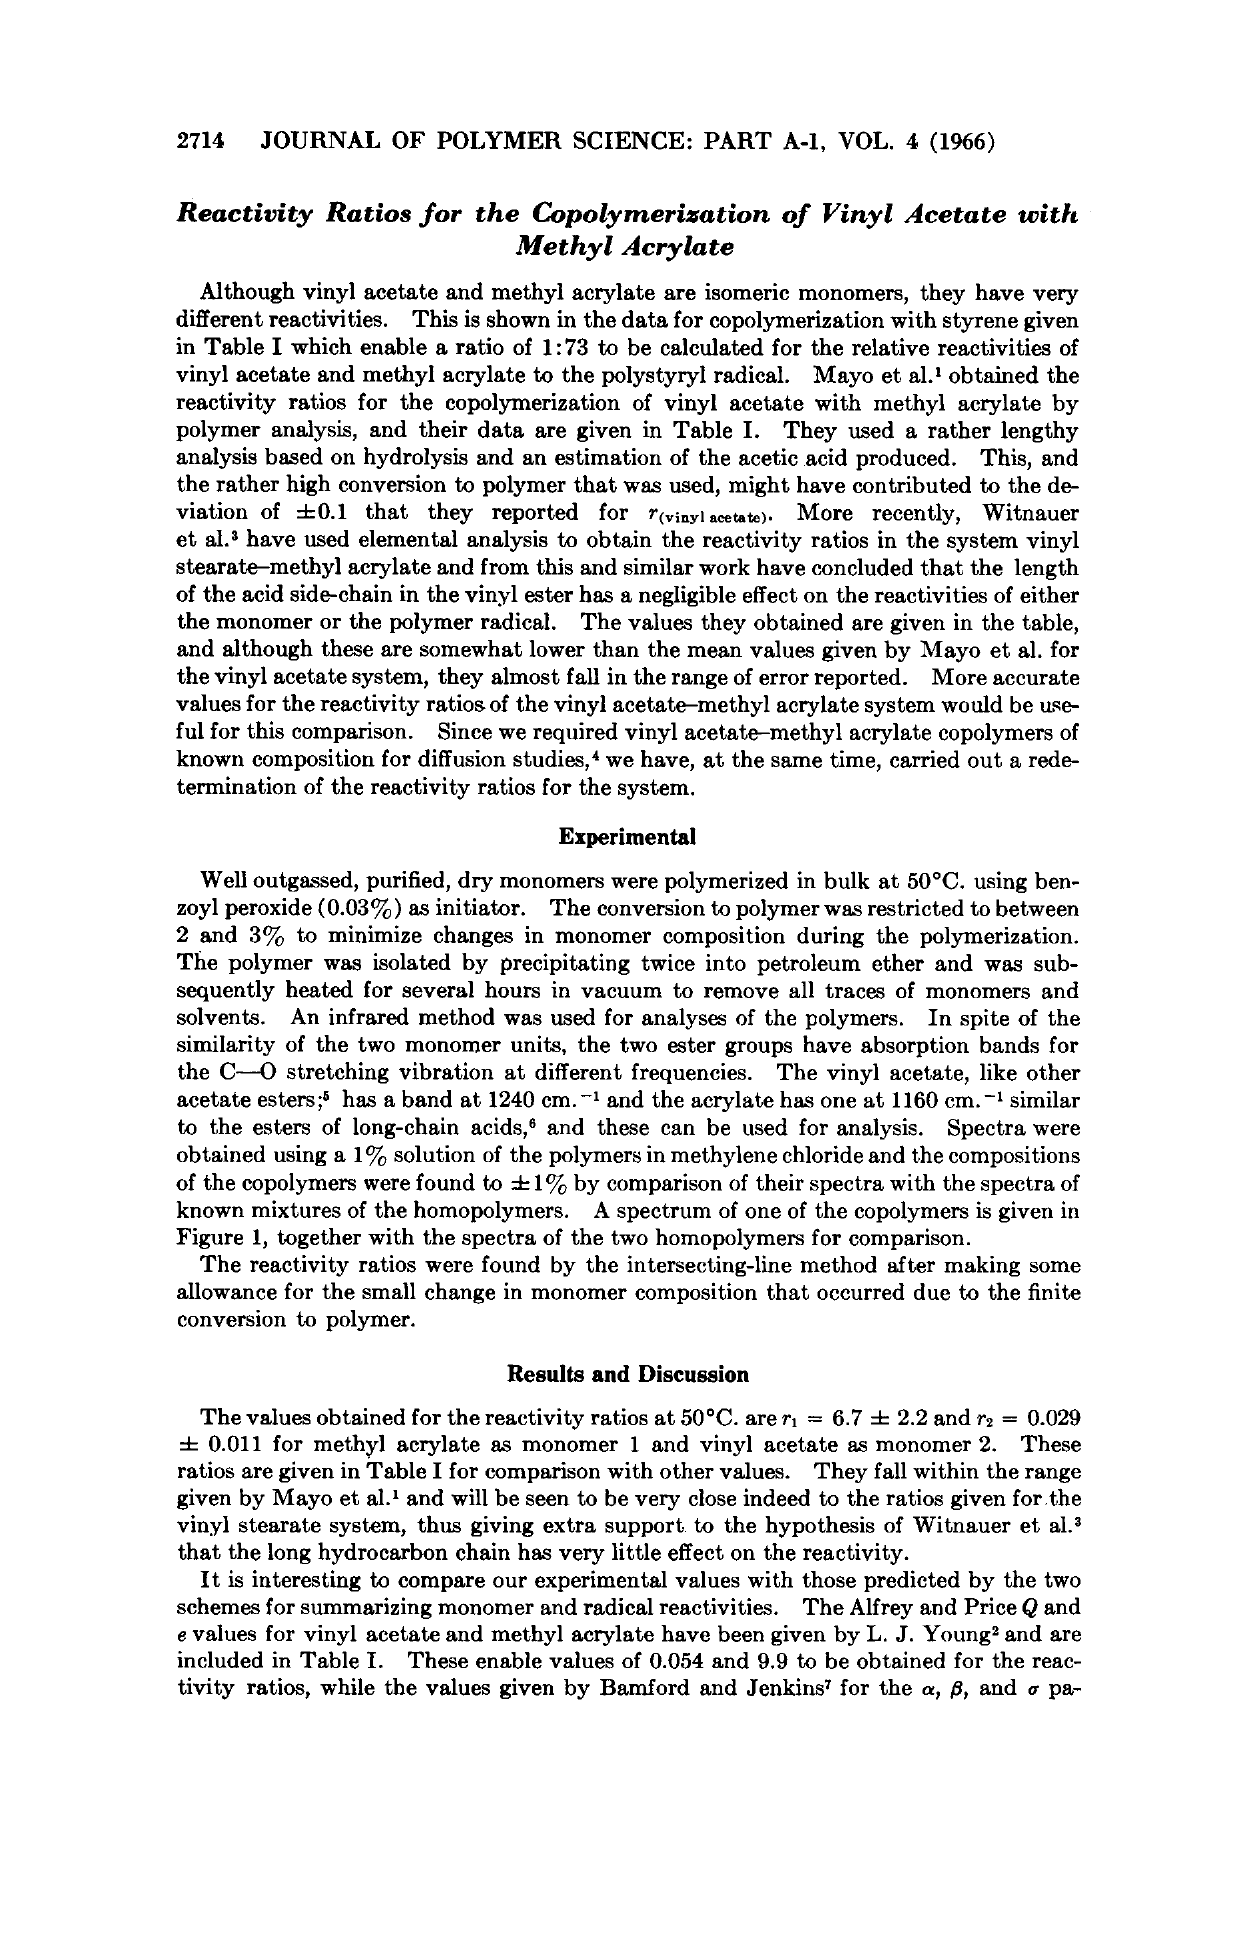 2714 JOURNAL OF POLYMER SCIENCE: PART A-1, VOL. 4 (1966)
Reactivity Ratios for the Copolymerization of Vinyl Acetate with
Methyl Acrylate
Although vinyl acetate and methyl acrylate are isomeric monomers, they have very
different reactivities. This is shown in the data for copolymerization with styrene given
in Table I which enable a ratio of 1:73 to be calculated for the relative reactivities of
vinyl acetate and methyl acrylate to the polystyryl radical. Mayo et al.¹ obtained the
reactivity ratios for the copolymerization of vinyl acetate with methyl acrylate by
polymer analysis, and their data are given in Table I. They used a rather lengthy
analysis based on hydrolysis and an estimation of the acetic acid produced. This, and
the rather high conversion to polymer that was used, might have contributed to the de-
viation of ±0.1 that they reported for r(vinyl acetate). More recently, Witnauer
et al.³ have used elemental analysis to obtain the reactivity ratios in the system vinyl
stearate–methyl acrylate and from this and similar work have concluded that the length
of the acid side-chain in the vinyl ester has a negligible effect on the reactivities of either
the monomer or the polymer radical. The values they obtained are given in the table,
and although these are somewhat lower than the mean values given by Mayo et al. for
the vinyl acetate system, they almost fall in the range of error reported. More accurate
values for the reactivity ratios of the vinyl acetate–methyl acrylate system would be use-
ful for this comparison. Since we required vinyl acetate–methyl acrylate copolymers of
known composition for diffusion studies,⁴ we have, at the same time, carried out a rede-
termination of the reactivity ratios for the system.
Experimental
Well outgassed, purified, dry monomers were polymerized in bulk at 50°C. using ben-
zoyl peroxide (0.03%) as initiator. The conversion to polymer was restricted to between
2 and 3% to minimize changes in monomer composition during the polymerization.
The polymer was isolated by precipitating twice into petroleum ether and was sub-
sequently heated for several hours in vacuum to remove all traces of monomers and
solvents. An infrared method was used for analyses of the polymers. In spite of the
similarity of the two monomer units, the two ester groups have absorption bands for
the C—O stretching vibration at different frequencies. The vinyl acetate, like other
acetate esters;⁵ has a band at 1240 cm.⁻¹ and the acrylate has one at 1160 cm.⁻¹ similar
to the esters of long-chain acids,⁶ and these can be used for analysis. Spectra were
obtained using a 1% solution of the polymers in methylene chloride and the compositions
of the copolymers were found to ±1% by comparison of their spectra with the spectra of
known mixtures of the homopolymers. A spectrum of one of the copolymers is given in
Figure 1, together with the spectra of the two homopolymers for comparison.
The reactivity ratios were found by the intersecting-line method after making some
allowance for the small change in monomer composition that occurred due to the finite
conversion to polymer.
Results and Discussion
The values obtained for the reactivity ratios at 50°C. are r₁ = 6.7 ± 2.2 and r₂ = 0.029
± 0.011 for methyl acrylate as monomer 1 and vinyl acetate as monomer 2. These
ratios are given in Table I for comparison with other values. They fall within the range
given by Mayo et al.¹ and will be seen to be very close indeed to the ratios given for the
vinyl stearate system, thus giving extra support to the hypothesis of Witnauer et al.³
that the long hydrocarbon chain has very little effect on the reactivity.
It is interesting to compare our experimental values with those predicted by the two
schemes for summarizing monomer and radical reactivities. The Alfrey and Price Q and
e values for vinyl acetate and methyl acrylate have been given by L. J. Young² and are
included in Table I. These enable values of 0.054 and 9.9 to be obtained for the reac-
tivity ratios, while the values given by Bamford and Jenkins⁷ for the α, β, and σ pa-